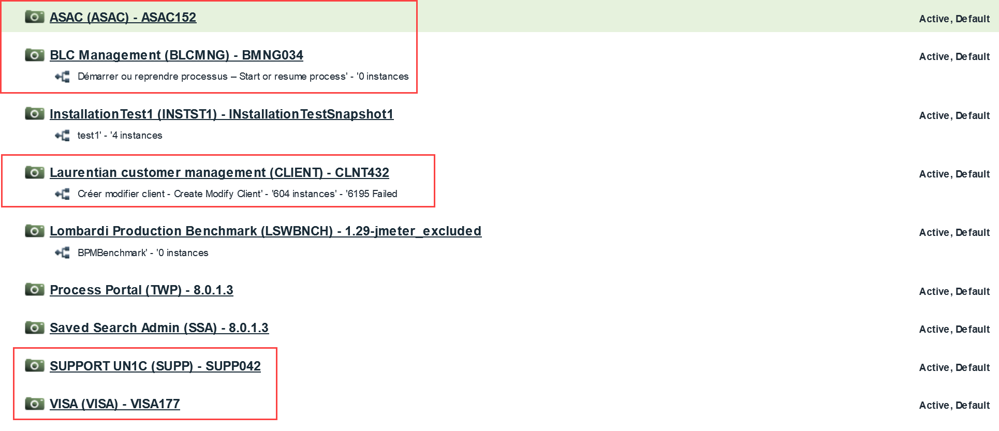 ASAC (ASAC) - ASAC152 Active, Default
BLC Management (BLCMNG) - BMNG034 Active, Default
Démarrer ou reprendre processus – Start or resume process' - '0 instances
InstallationTest1 (INSTST1) - INstallationTestSnapshot1 Active, Default
test1' - '4 instances
Laurentian customer management (CLIENT) - CLNT432 Active, Default
Créer modifier client - Create Modify Client' - '604 instances' - '6195 Failed
Lombardi Production Benchmark (LSWBNCH) - 1.29-jmeter_excluded Active, Default
BPMBenchmark' - '0 instances
Process Portal (TWP) - 8.0.1.3 Active, Default
Saved Search Admin (SSA) - 8.0.1.3 Active, Default
SUPPORT UN1C (SUPP) - SUPP042 Active, Default
VISA (VISA) - VISA177 Active, Default